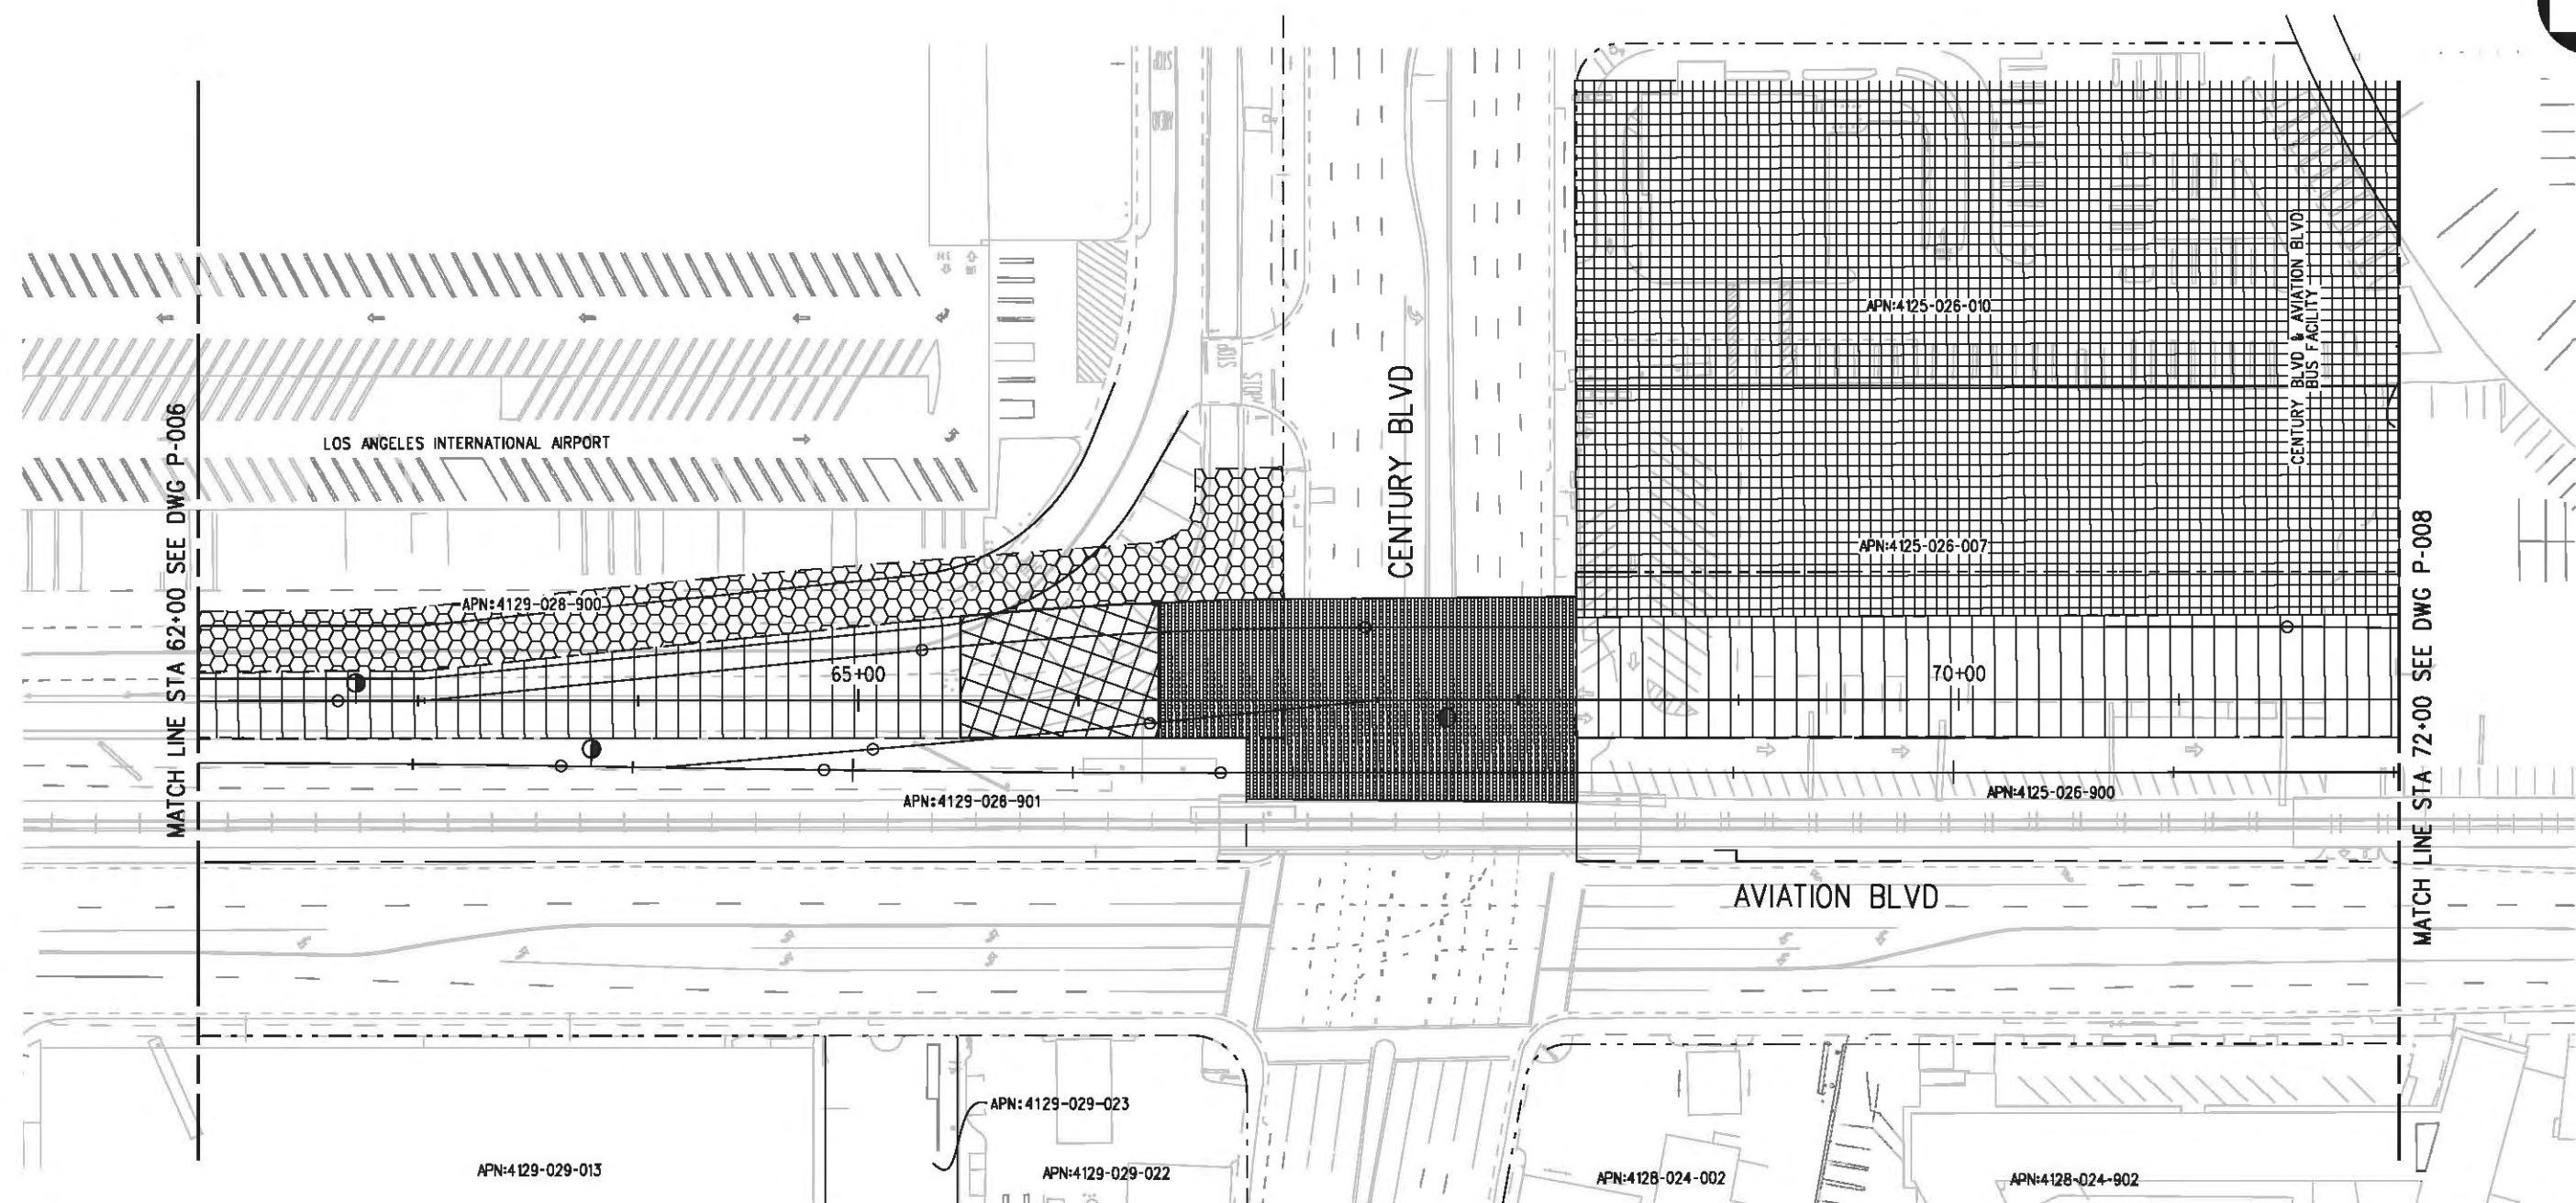 STOP
AHEAD
STOP
APN:4125-026-010
CENTURY BLVD & AVIATION BLVD
BUS FACILITY
CENTURY BLVD
LOS ANGELES INTERNATIONAL AIRPORT
MATCH LINE STA 62+00 SEE DWG P-006
APN:4125-026-007
APN:4129-028-900
65+00
70+00
MATCH LINE STA 72+00 SEE DWG P-008
APN:4129-028-901
APN:4125-026-900
AVIATION BLVD
APN:4129-029-023
APN:4129-029-013
APN:4129-029-022
APN:4128-024-002
APN:4128-024-902